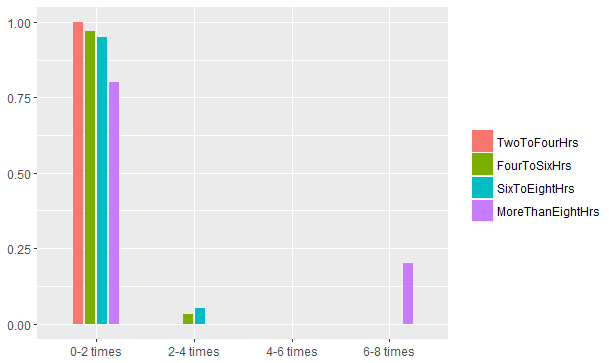 1.00
0.75
0.50
0.25
0.00
0-2 times
2-4 times
4-6 times
6-8 times
TwoToFourHrs
FourToSixHrs
SixToEightHrs
MoreThanEightHrs